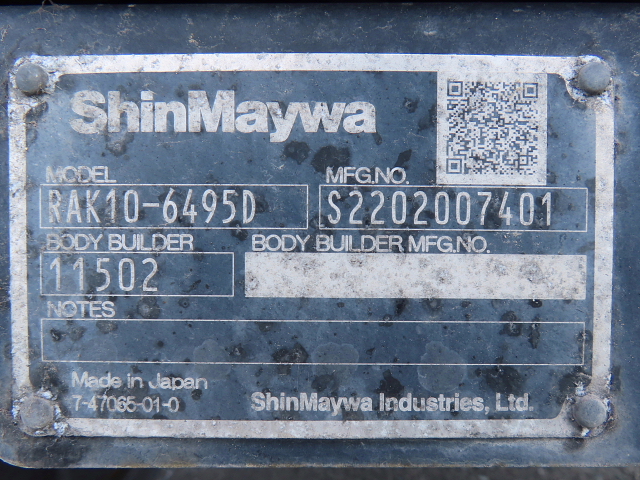 ShinMaywa
MODEL MFG.NO.
RAK10-6495D S2202007401
BODY BUILDER BODY BUILDER MFG.NO.
11502
NOTES
Made in Japan
7-47065-01-0 ShinMaywa Industries, Ltd.